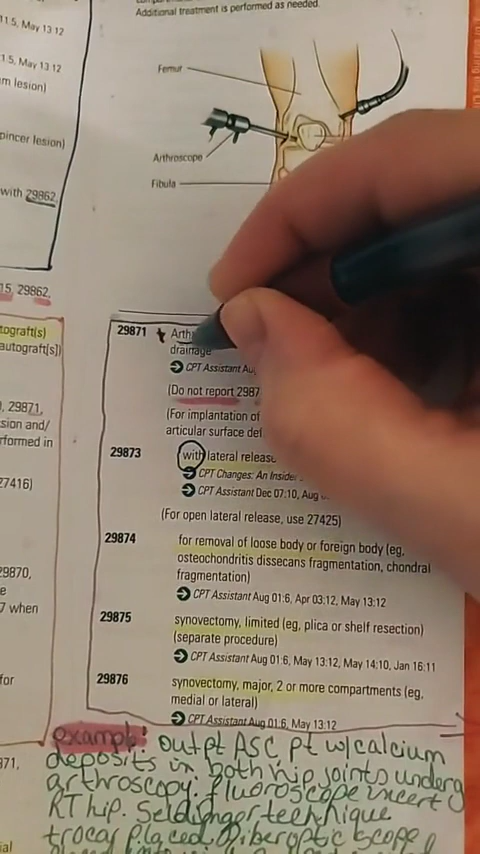 Additional treatment is performed as needed.
11.5, May 13:12
1.5, May 13:12
m lesion)
Femur
pincer lesion)
Arthroscope
Fibula
with 29862
15, 29862,
tograft(s)
autograft[s])
29871 Arth
drainage
CPT Assistant Au
(Do not report 2987
, 29871,
sion and/
rformed in
(For implantation of
articular surface def
29873 with lateral release
CPT Changes: An Inside
CPT Assistant Dec 07:10, Aug
27416)
(For open lateral release, use 27425)
29874 for removal of loose body or foreign body (eg,
osteochondritis dissecans fragmentation, chondral
fragmentation)
CPT Assistant Aug 01:6, Apr 03:12, May 13:12
29870,
e
7 when
29875 synovectomy, limited (eg, plica or shelf resection)
(separate procedure)
CPT Assistant Aug 01:6, May 13:12, May 14:10, Jan 16:11
for
29876 synovectomy, major, 2 or more compartments (eg,
medial or lateral)
CPT Assistant Aug 01:6, May 13:12
example: outpt ASC pt w/calcium
deposits in both hip joints underg
arthroscopy. fluoroscope incert
RT hip. Seldinger technique
trocar placed. fiberoptic scope
371,
ial